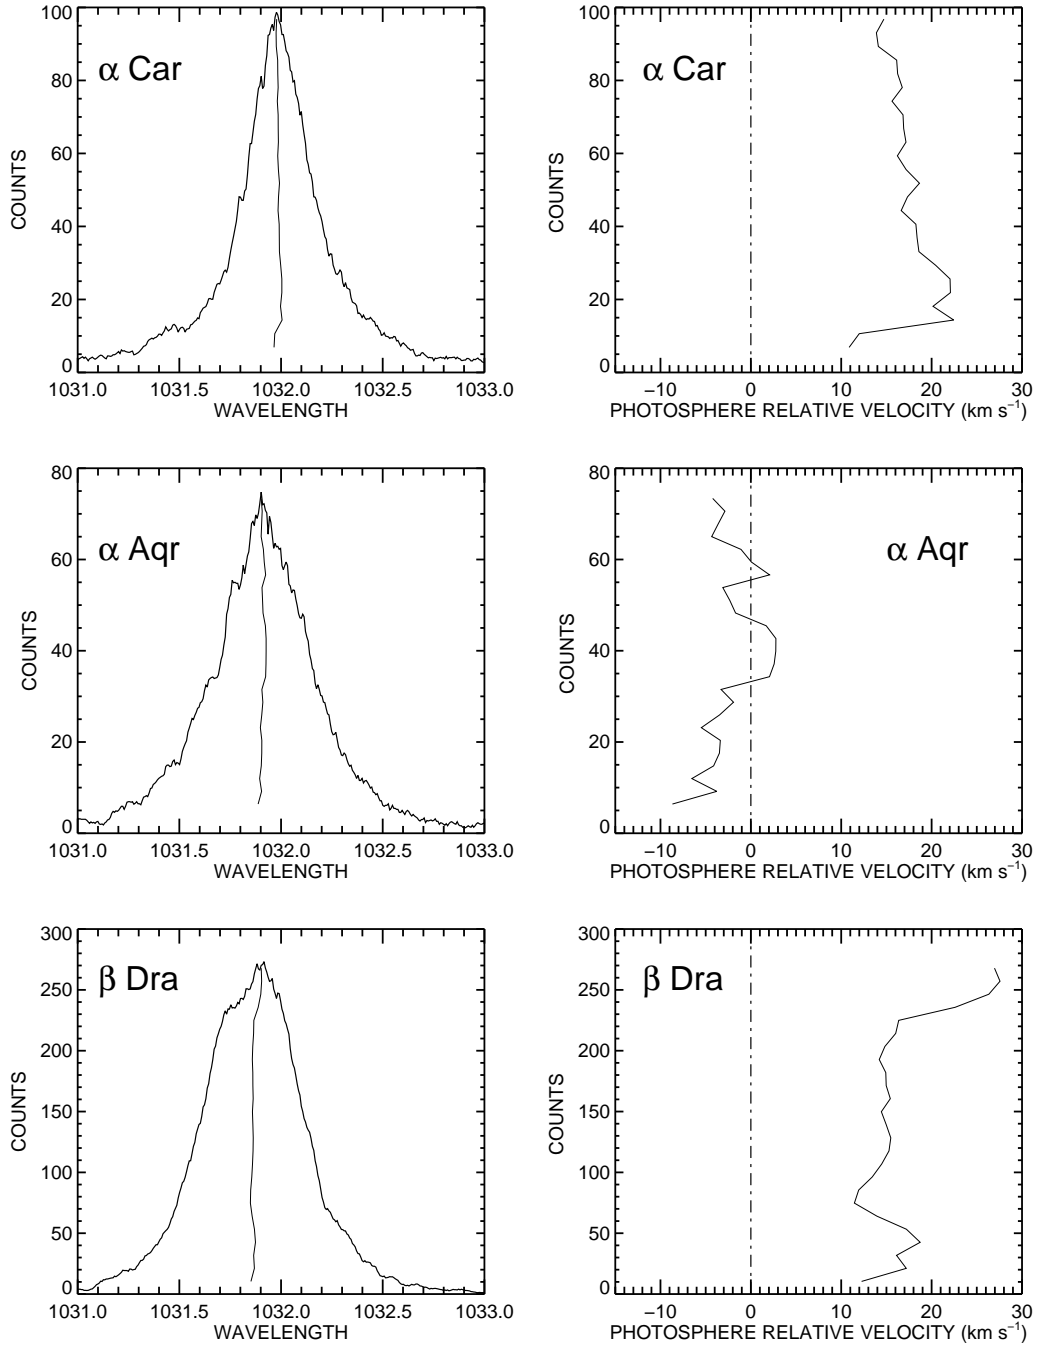 α Car
COUNTS
100
80
60
40
20
0
1031.0 1031.5 1032.0 1032.5 1033.0
WAVELENGTH
α Car
COUNTS
100
80
60
40
20
0
−10 0 10 20 30
PHOTOSPHERE RELATIVE VELOCITY (km s⁻¹)
α Aqr
COUNTS
80
60
40
20
0
1031.0 1031.5 1032.0 1032.5 1033.0
WAVELENGTH
α Aqr
COUNTS
80
60
40
20
0
−10 0 10 20 30
PHOTOSPHERE RELATIVE VELOCITY (km s⁻¹)
β Dra
COUNTS
300
250
200
150
100
50
0
1031.0 1031.5 1032.0 1032.5 1033.0
WAVELENGTH
β Dra
COUNTS
300
250
200
150
100
50
0
−10 0 10 20 30
PHOTOSPHERE RELATIVE VELOCITY (km s⁻¹)